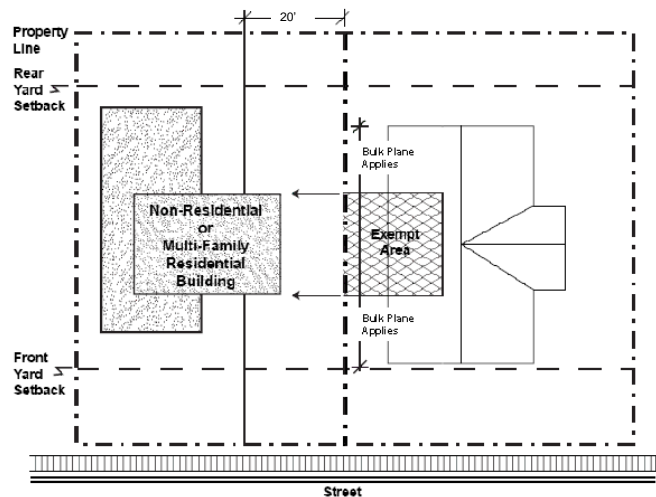 20'
Property
Line
Rear
Yard
Setback
Bulk Plane
Applies
Non-Residential
or
Multi-Family
Residential
Building
Exempt
Area
Bulk Plane
Applies
Front
Yard
Setback
Street